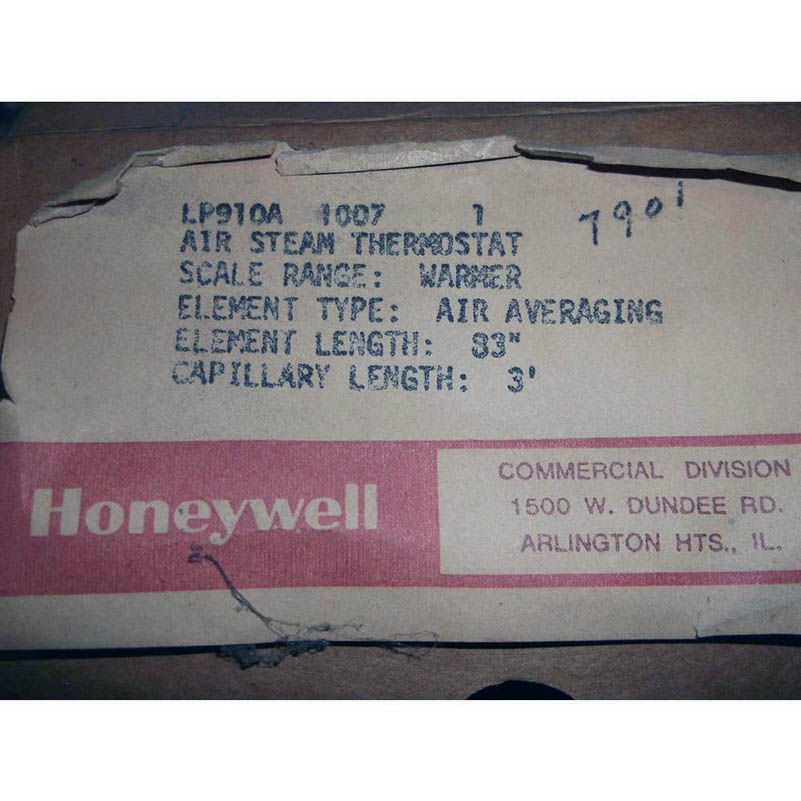 LP910A 1007 1
AIR STEAM THERMOSTAT
SCALE RANGE: WARMER
ELEMENT TYPE: AIR AVERAGING
ELEMENT LENGTH: 83"
CAPILLARY LENGTH: 3'
Honeywell
COMMERCIAL DIVISION
1500 W. DUNDEE RD.
ARLINGTON HTS., IL.